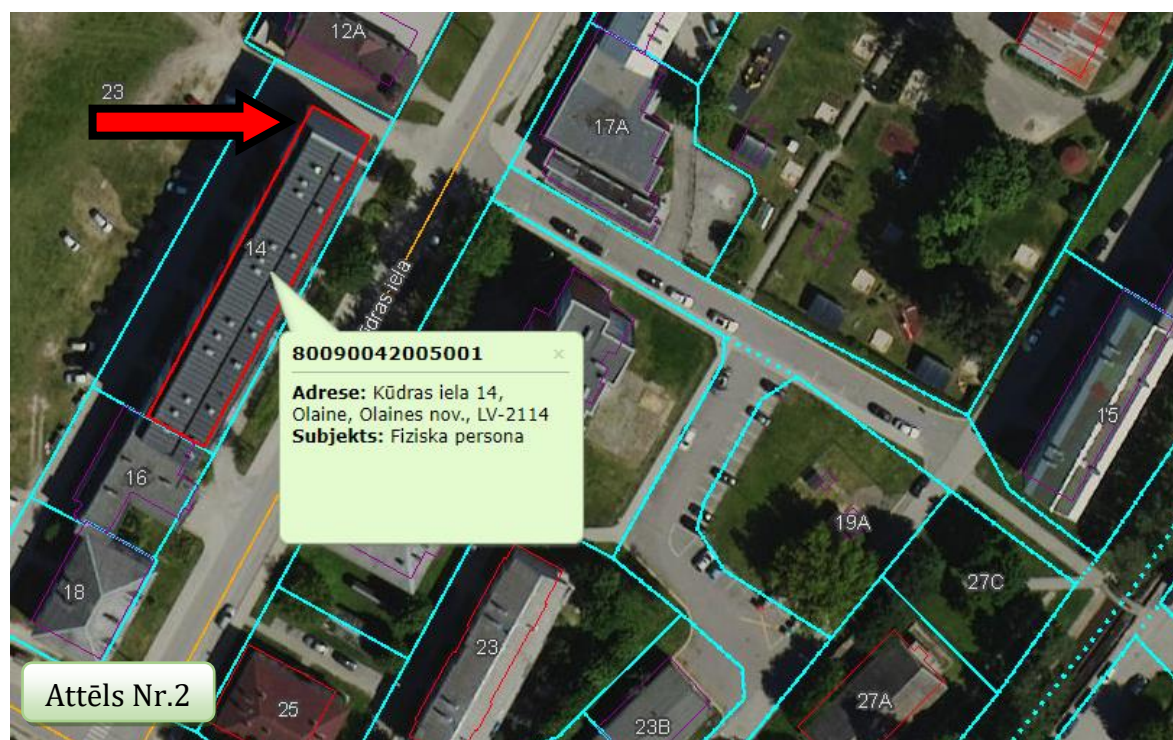 12A
23
17A
14
Kūdras iela
80090042005001
×
Adrese: Kūdras iela 14,
Olaine, Olaines nov., LV-2114
Subjekts: Fiziska persona
15
16
19A
18
27C
23
25
27A
23B
Attēls Nr.2